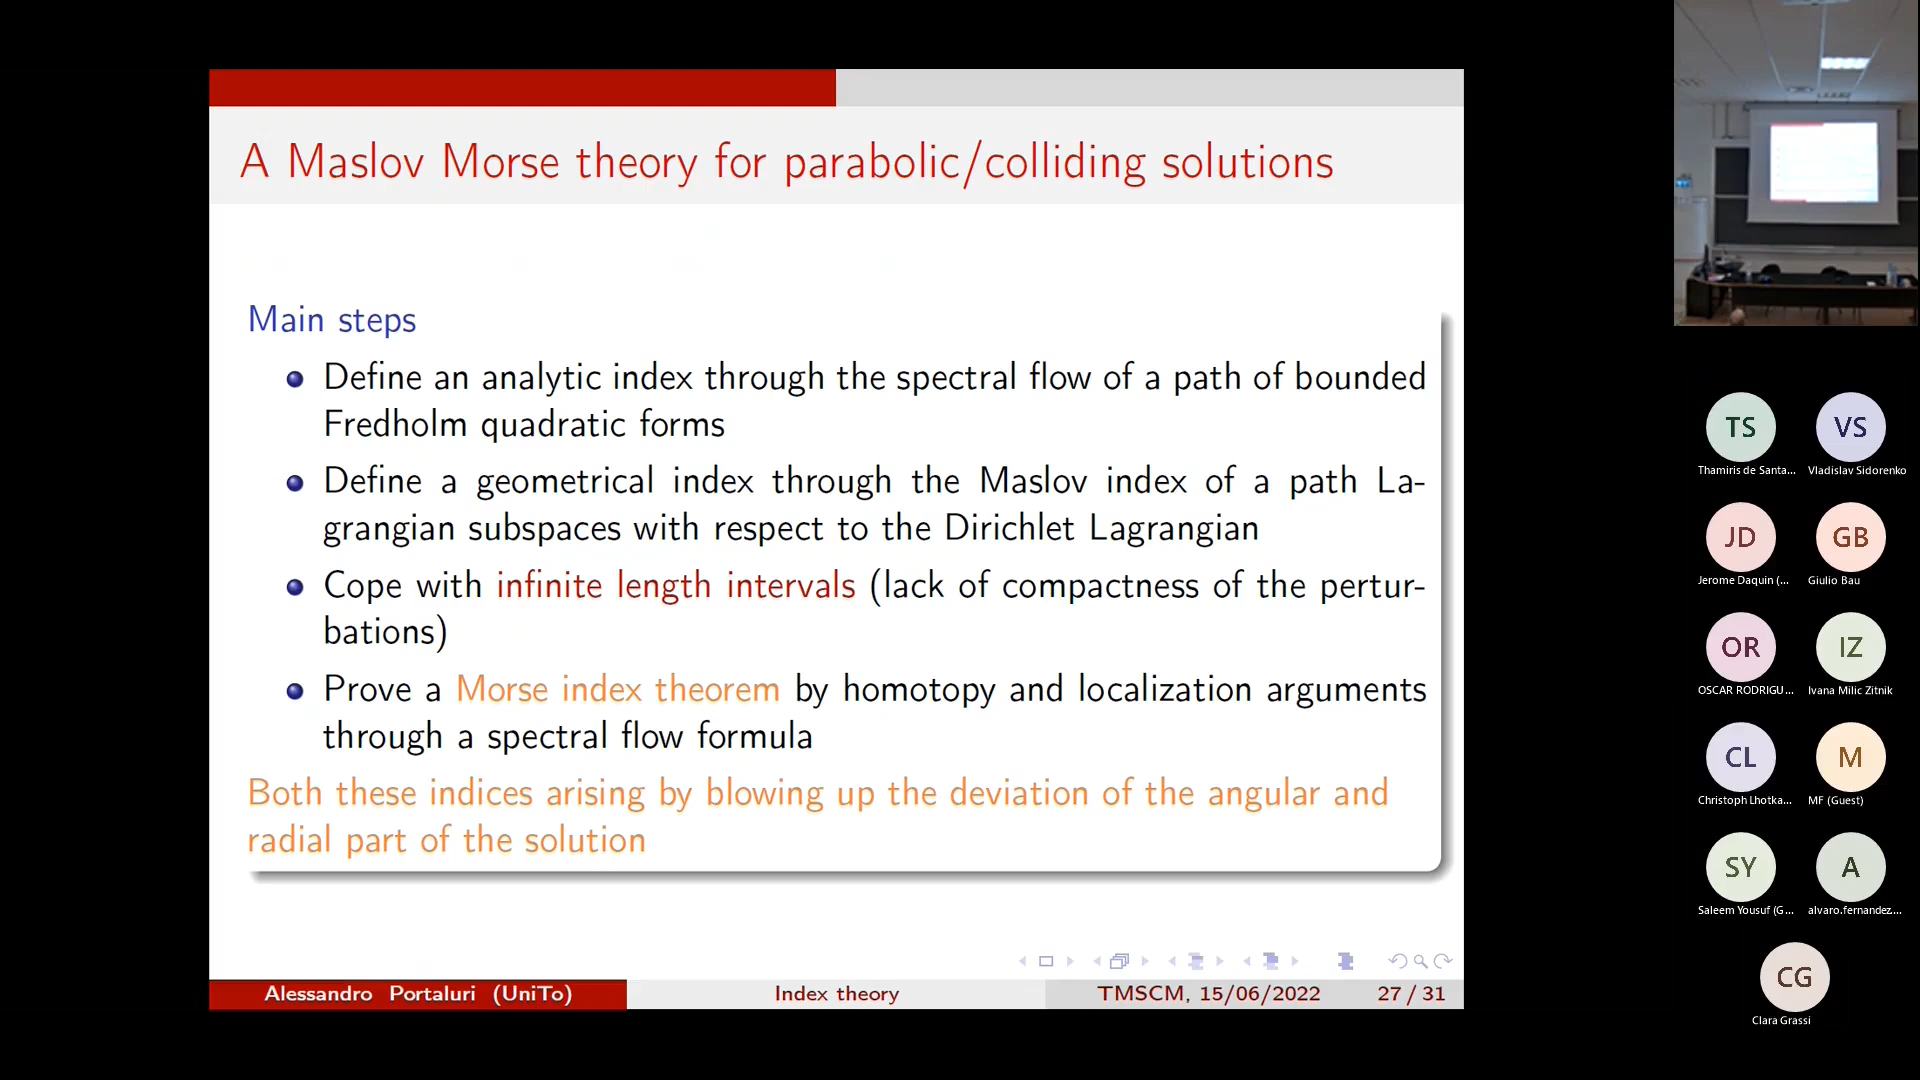 A Maslov Morse theory for parabolic/colliding solutions
Main steps
Define an analytic index through the spectral flow of a path of bounded
Fredholm quadratic forms
Define a geometrical index through the Maslov index of a path La-
grangian subspaces with respect to the Dirichlet Lagrangian
Cope with infinite length intervals (lack of compactness of the pertur-
bations)
Prove a Morse index theorem by homotopy and localization arguments
through a spectral flow formula
Both these indices arising by blowing up the deviation of the angular and
radial part of the solution
Alessandro Portaluri (UniTo)
Index theory
TMSCM, 15/06/2022
27 / 31
TS
Thamiris de Santa...
VS
Vladislav Sidorenko
JD
Jerome Daquin (...
GB
Giulio Bau
OR
OSCAR RODRIGU...
IZ
Ivana Milic Zitnik
CL
Christoph Lhotka...
M
MF (Guest)
SY
Saleem Yousuf (G...
A
alvaro.fernandez....
CG
Clara Grassi